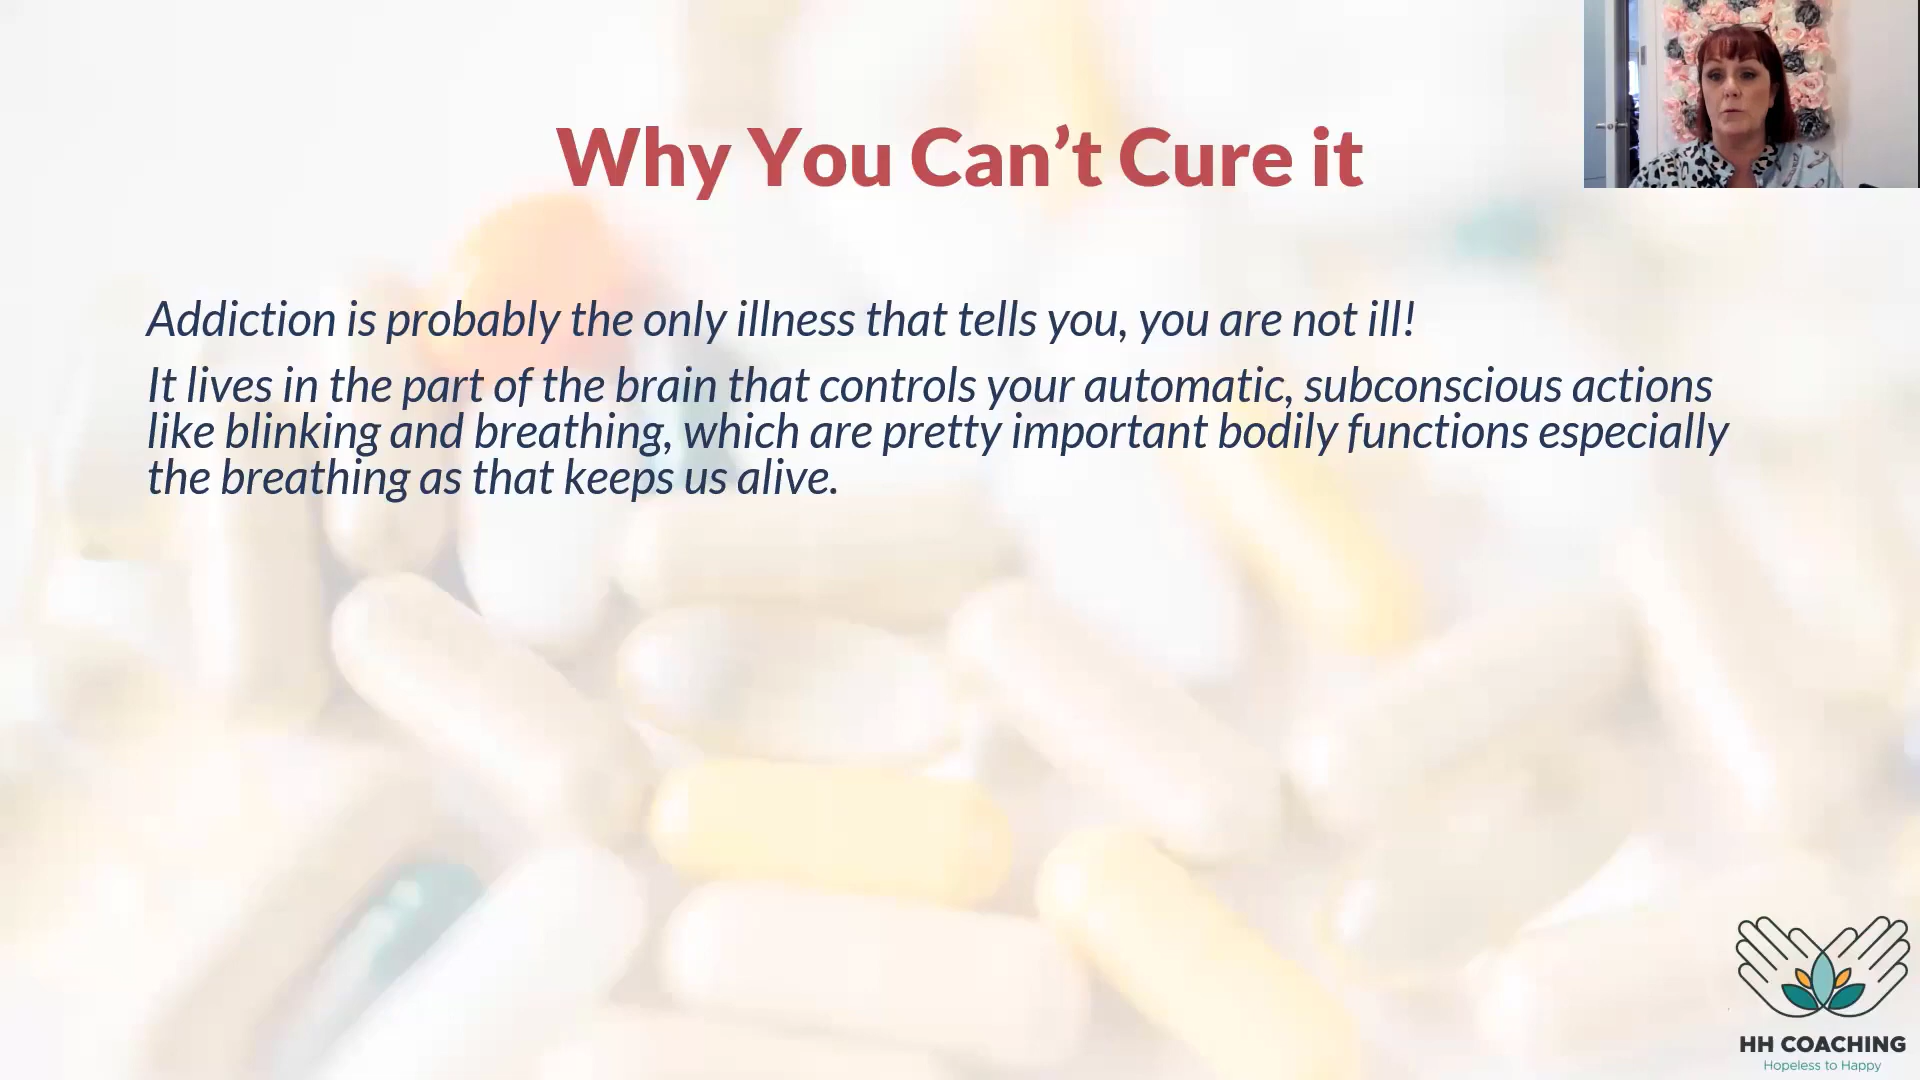 Why You Can’t Cure it
Addiction is probably the only illness that tells you, you are not ill!
It lives in the part of the brain that controls your automatic, subconscious actions
like blinking and breathing, which are pretty important bodily functions especially
the breathing as that keeps us alive.
HH COACHING
Hopeless to Happy